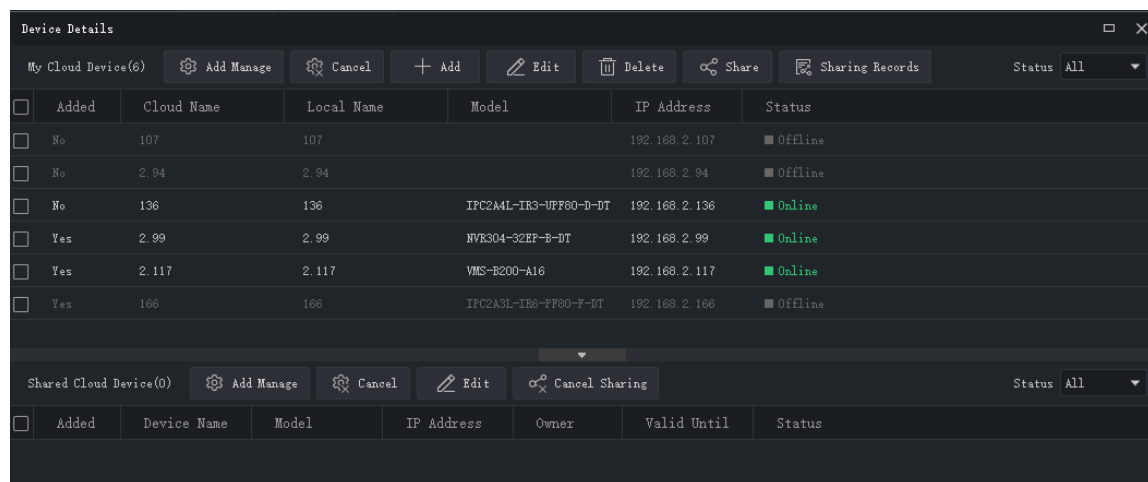 Device Details
My Cloud Device(6) Add Manage Cancel Add Edit Delete Share Sharing Records Status All
Added Cloud Name Local Name Model IP Address Status
No 107 107 192.168.2.107 Offline
No 2.94 2.94 192.168.2.94 Offline
No 136 136 IPC2A4L-IR3-UPF80-D-DT 192.168.2.136 Online
Yes 2.99 2.99 NVR304-32EP-B-DT 192.168.2.99 Online
Yes 2.117 2.117 VMS-B200-A16 192.168.2.117 Online
Yes 166 166 IPC2A3L-IR6-PF80-F-DT 192.168.2.166 Offline
Shared Cloud Device(0) Add Manage Cancel Edit Cancel Sharing Status All
Added Device Name Model IP Address Owner Valid Until Status